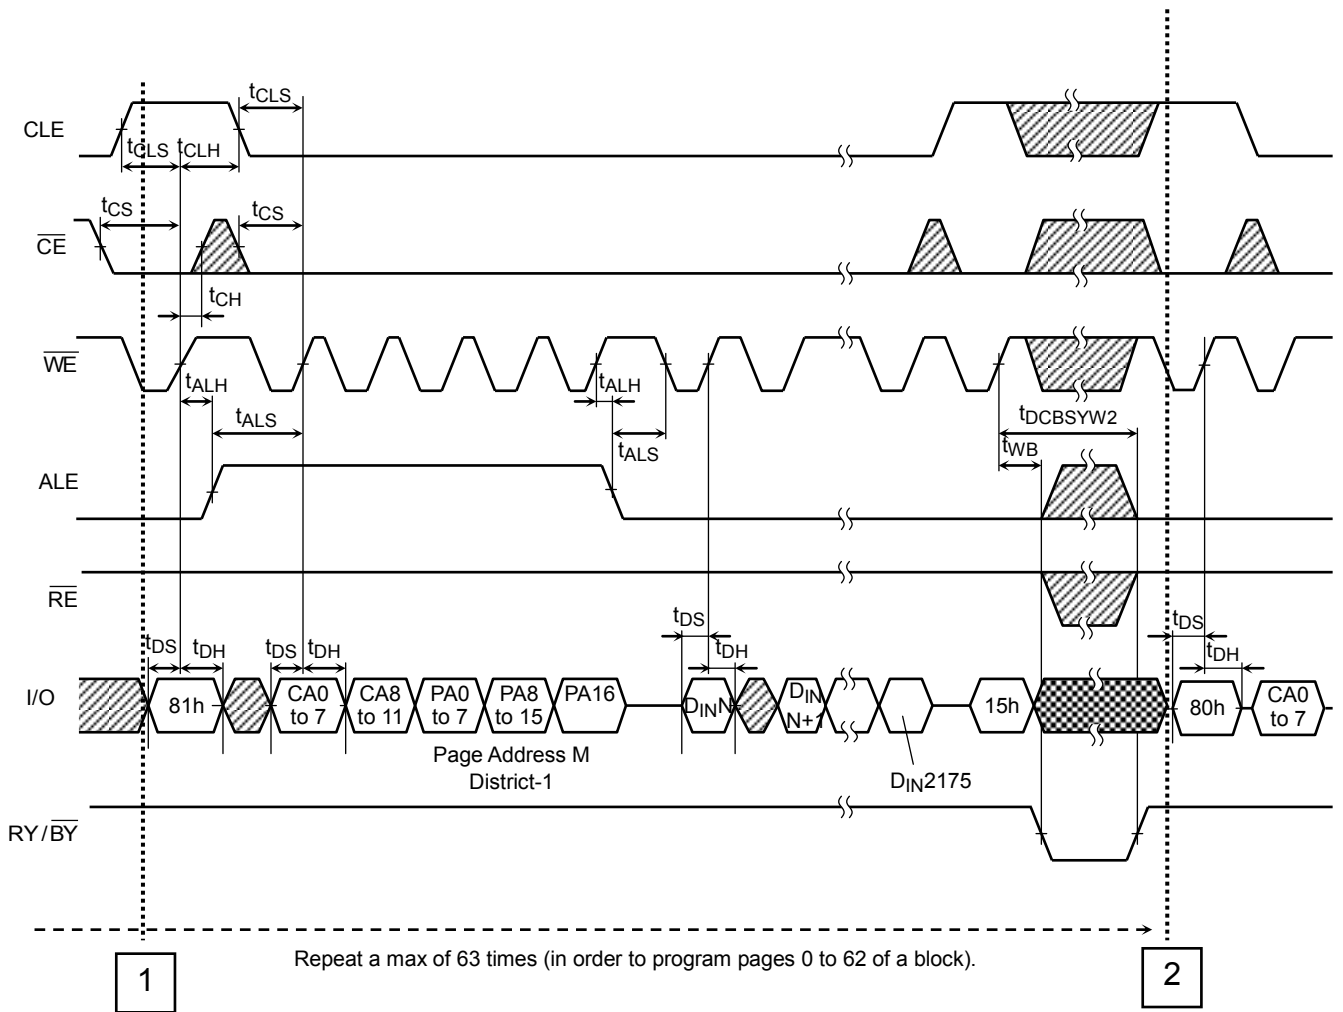 tCLS
CLE
tCLS tCLH
tCS tCS
CE
tCH
WE
tALH tALH
tALS tDCBSYW2
tALS tWB
ALE
RE
tDS tDH tDS tDH tDS tDH tDS tDH
I/O 81h CA0 to 7 CA8 to 11 PA0 to 7 PA8 to 15 PA16 DINN DIN N+1 15h 80h CA0 to 7
Page Address M
District-1
DIN2175
RY/BY
Repeat a max of 63 times (in order to program pages 0 to 62 of a block).
1 2